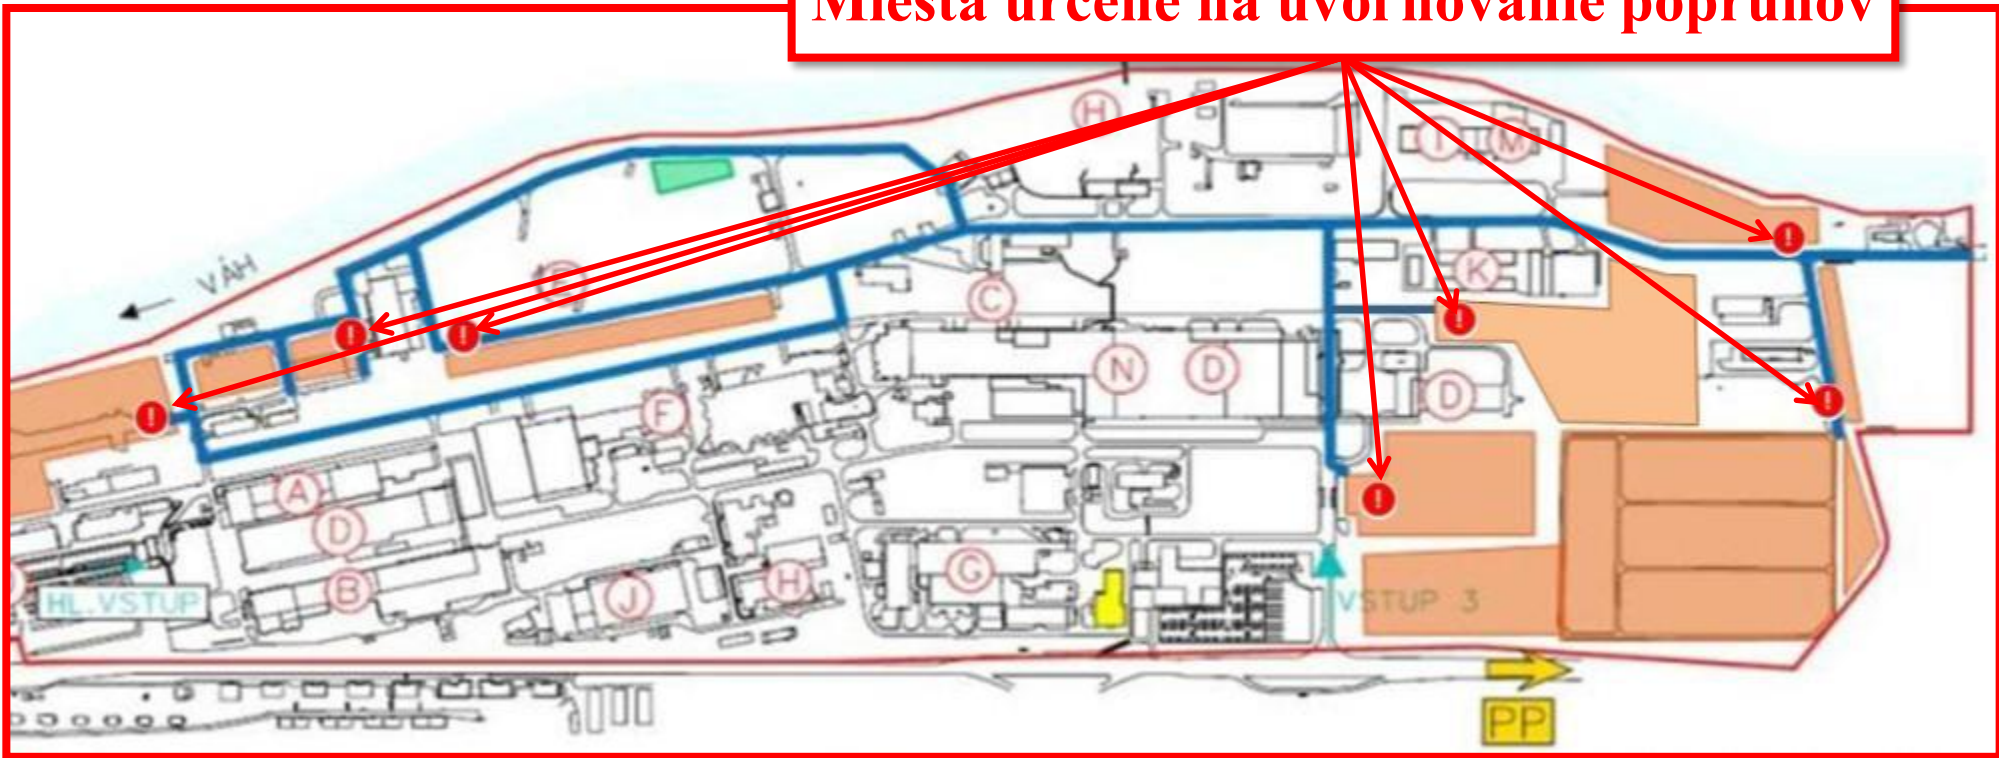 Miesta určené na uvoľňovanie popruhov
H
I
M
VÁH
E
K
C
N
D
D
F
A
D
B
J
H
G
HL.VSTUP
VSTUP 3
PP